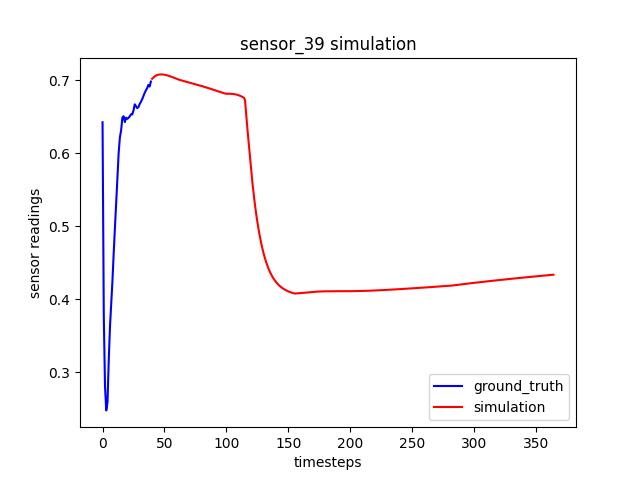 sensor_39 simulation
0.7
0.6
0.5
0.4
0.3
sensor readings
0 50 100 150 200 250 300 350
timesteps
ground_truth
simulation